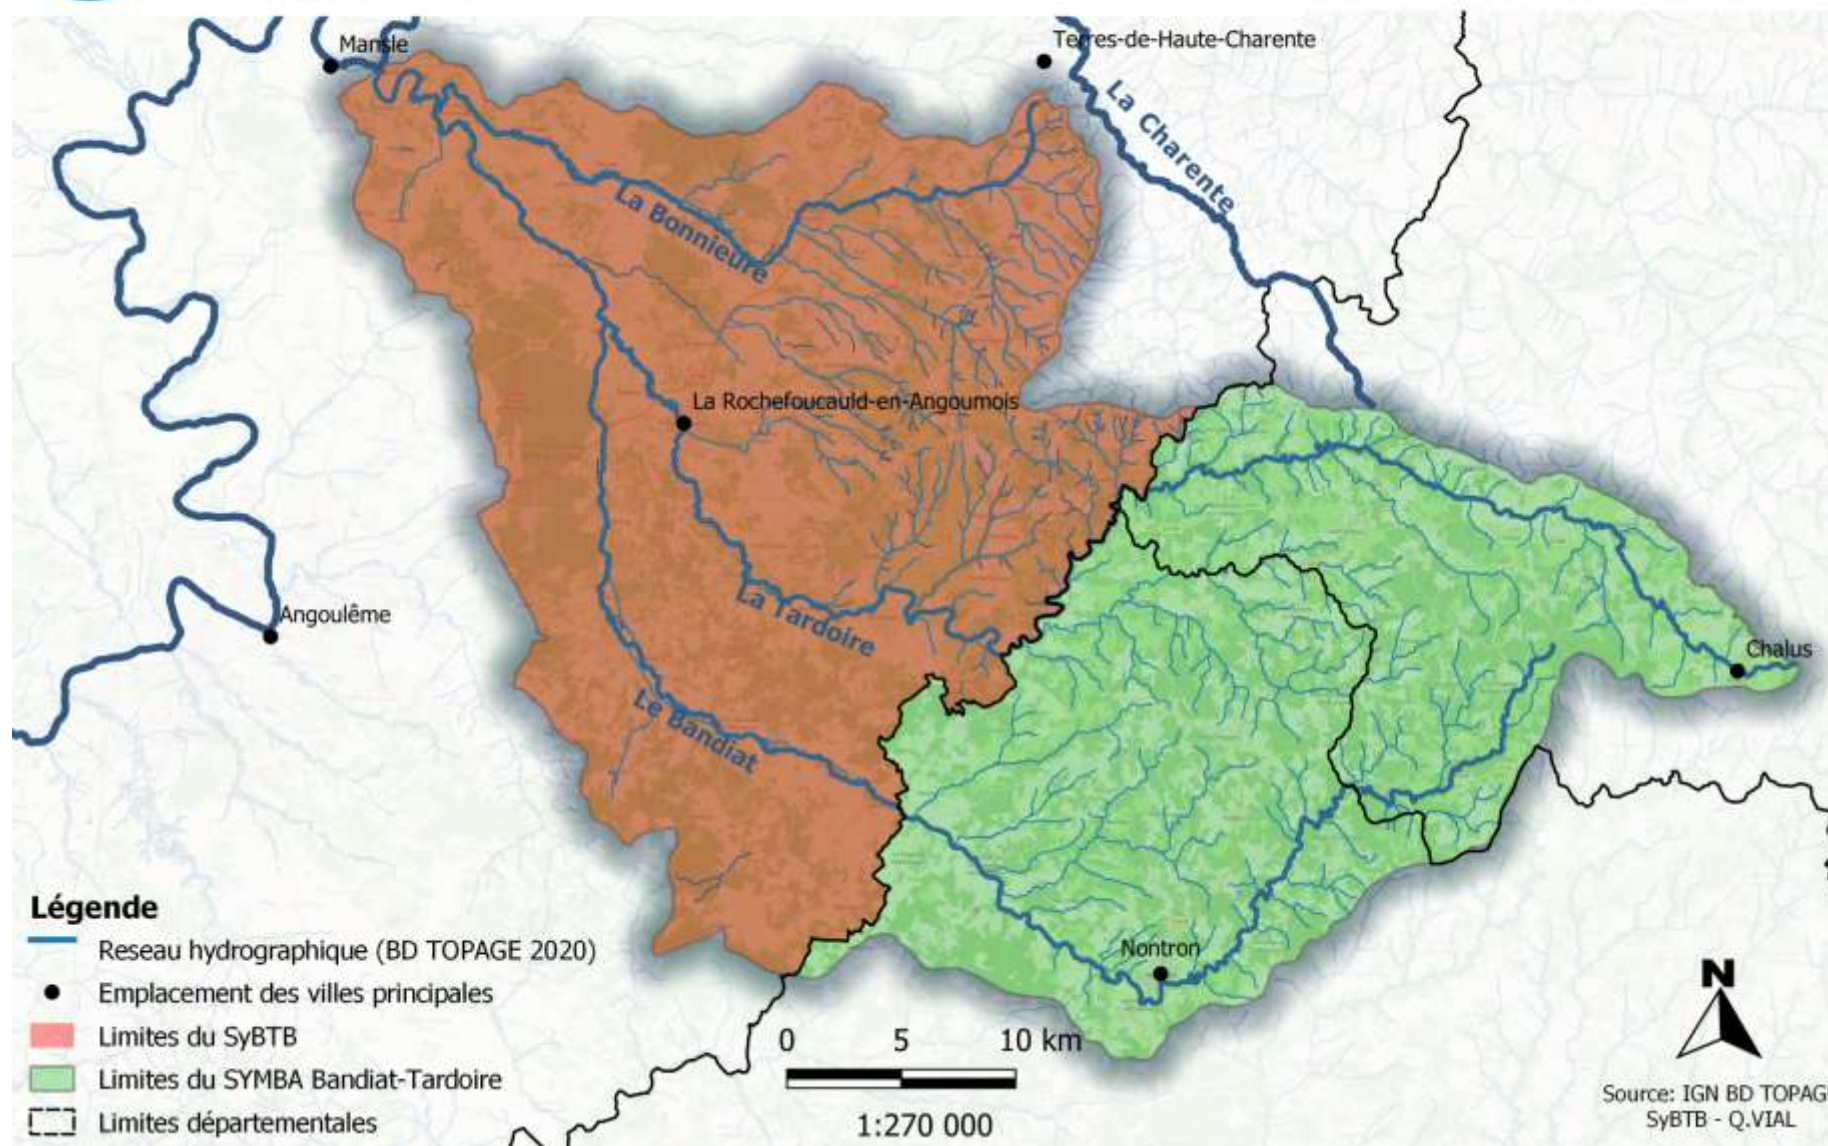 Mansle
Terres-de-Haute-Charente
La Charente
La Bonnieure
La Rochefoucauld-en-Angoumois
La Tardoire
Angoulême
Chalus
Le Bandiat
Nontron
Légende
Reseau hydrographique (BD TOPAGE 2020)
Emplacement des villes principales
Limites du SyBTB
Limites du SYMBA Bandiat-Tardoire
Limites départementales
0 5 10 km
1:270 000
N
Source: IGN BD TOPAG
SyBTB - Q.VIAL